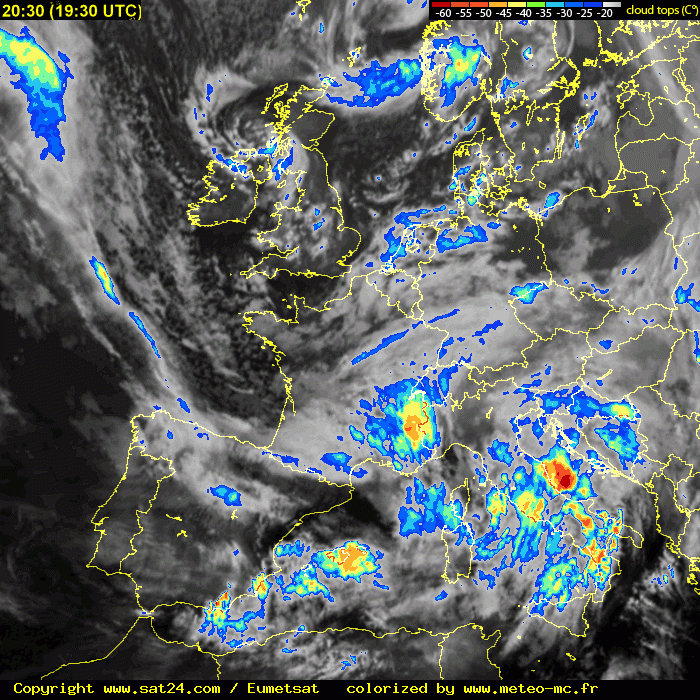 20:30 (19:30 UTC)
-60 -55 -50 -45 -40 -35 -30 -25 -20 cloud tops (C°)
Copyright www.sat24.com / Eumetsat colorized by www.meteo-mc.fr